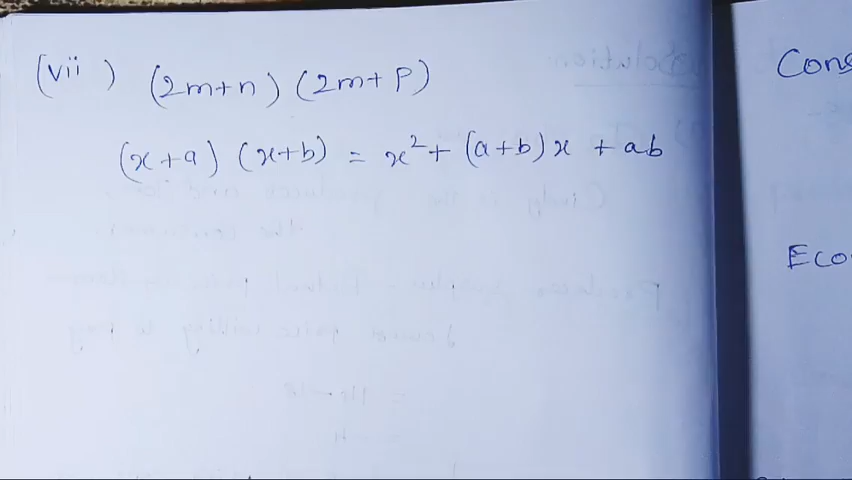 (vii) (2m+n) (2m+p)
(x+a) (x+b) = x² + (a+b)x + ab
Cons
Eco